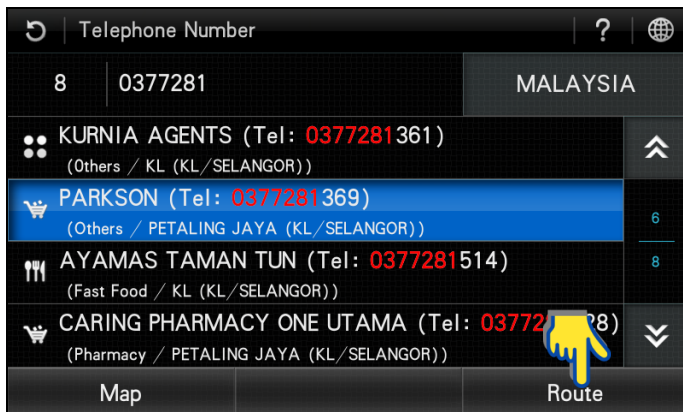 Telephone Number ?
8 0377281 MALAYSIA
KURNIA AGENTS (Tel: 0377281361)
(Others / KL (KL/SELANGOR))
PARKSON (Tel: 0377281369)
(Others / PETALING JAYA (KL/SELANGOR))
6
8
AYAMAS TAMAN TUN (Tel: 0377281514)
(Fast Food / KL (KL/SELANGOR))
CARING PHARMACY ONE UTAMA (Tel:
(Pharmacy / PETALING JAYA (KL/SELANGOR))
Map Route